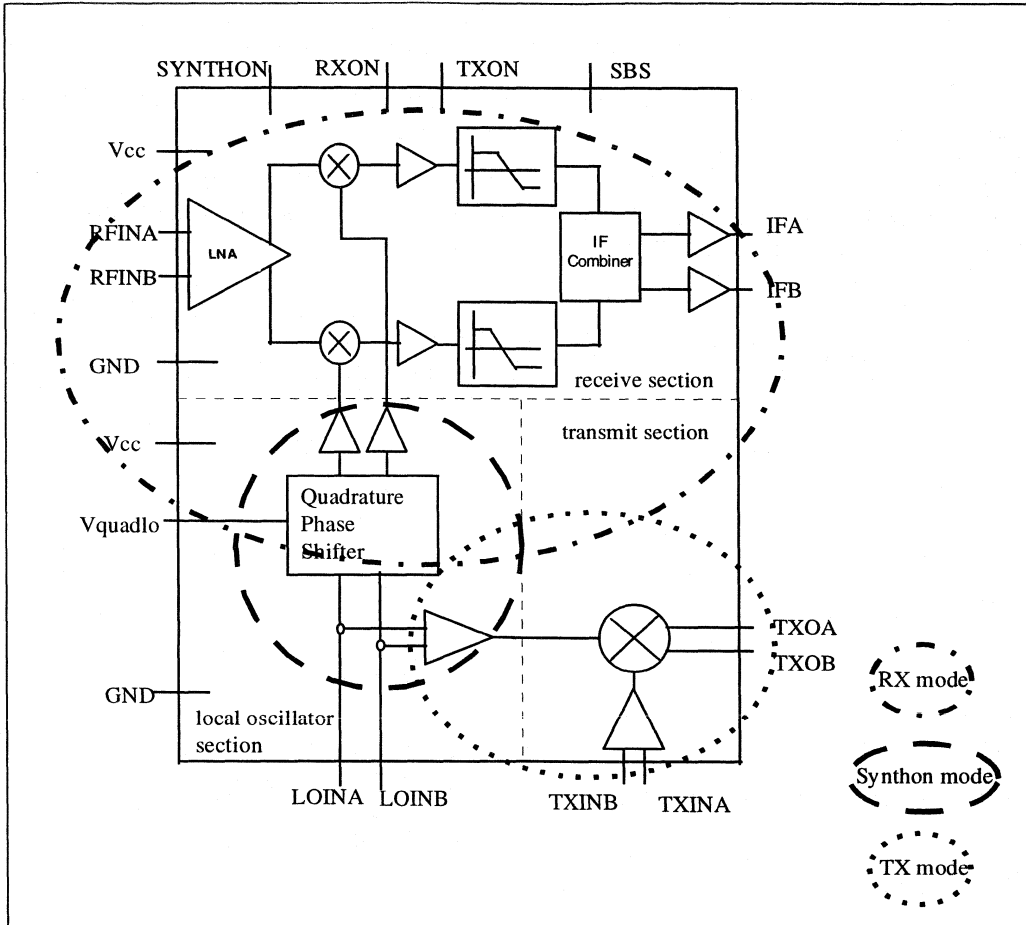 SYNTHON RXON TXON SBS
Vcc
RFINA
RFINB
LNA
IF
Combiner
IFA
IFB
GND
receive section
Vcc
transmit section
Vquadlo
Quadrature
Phase
Shifter
TXOA
TXOB
GND
local oscillator
section
LOINA LOINB TXINB TXINA
RX mode
Synthon mode
TX mode